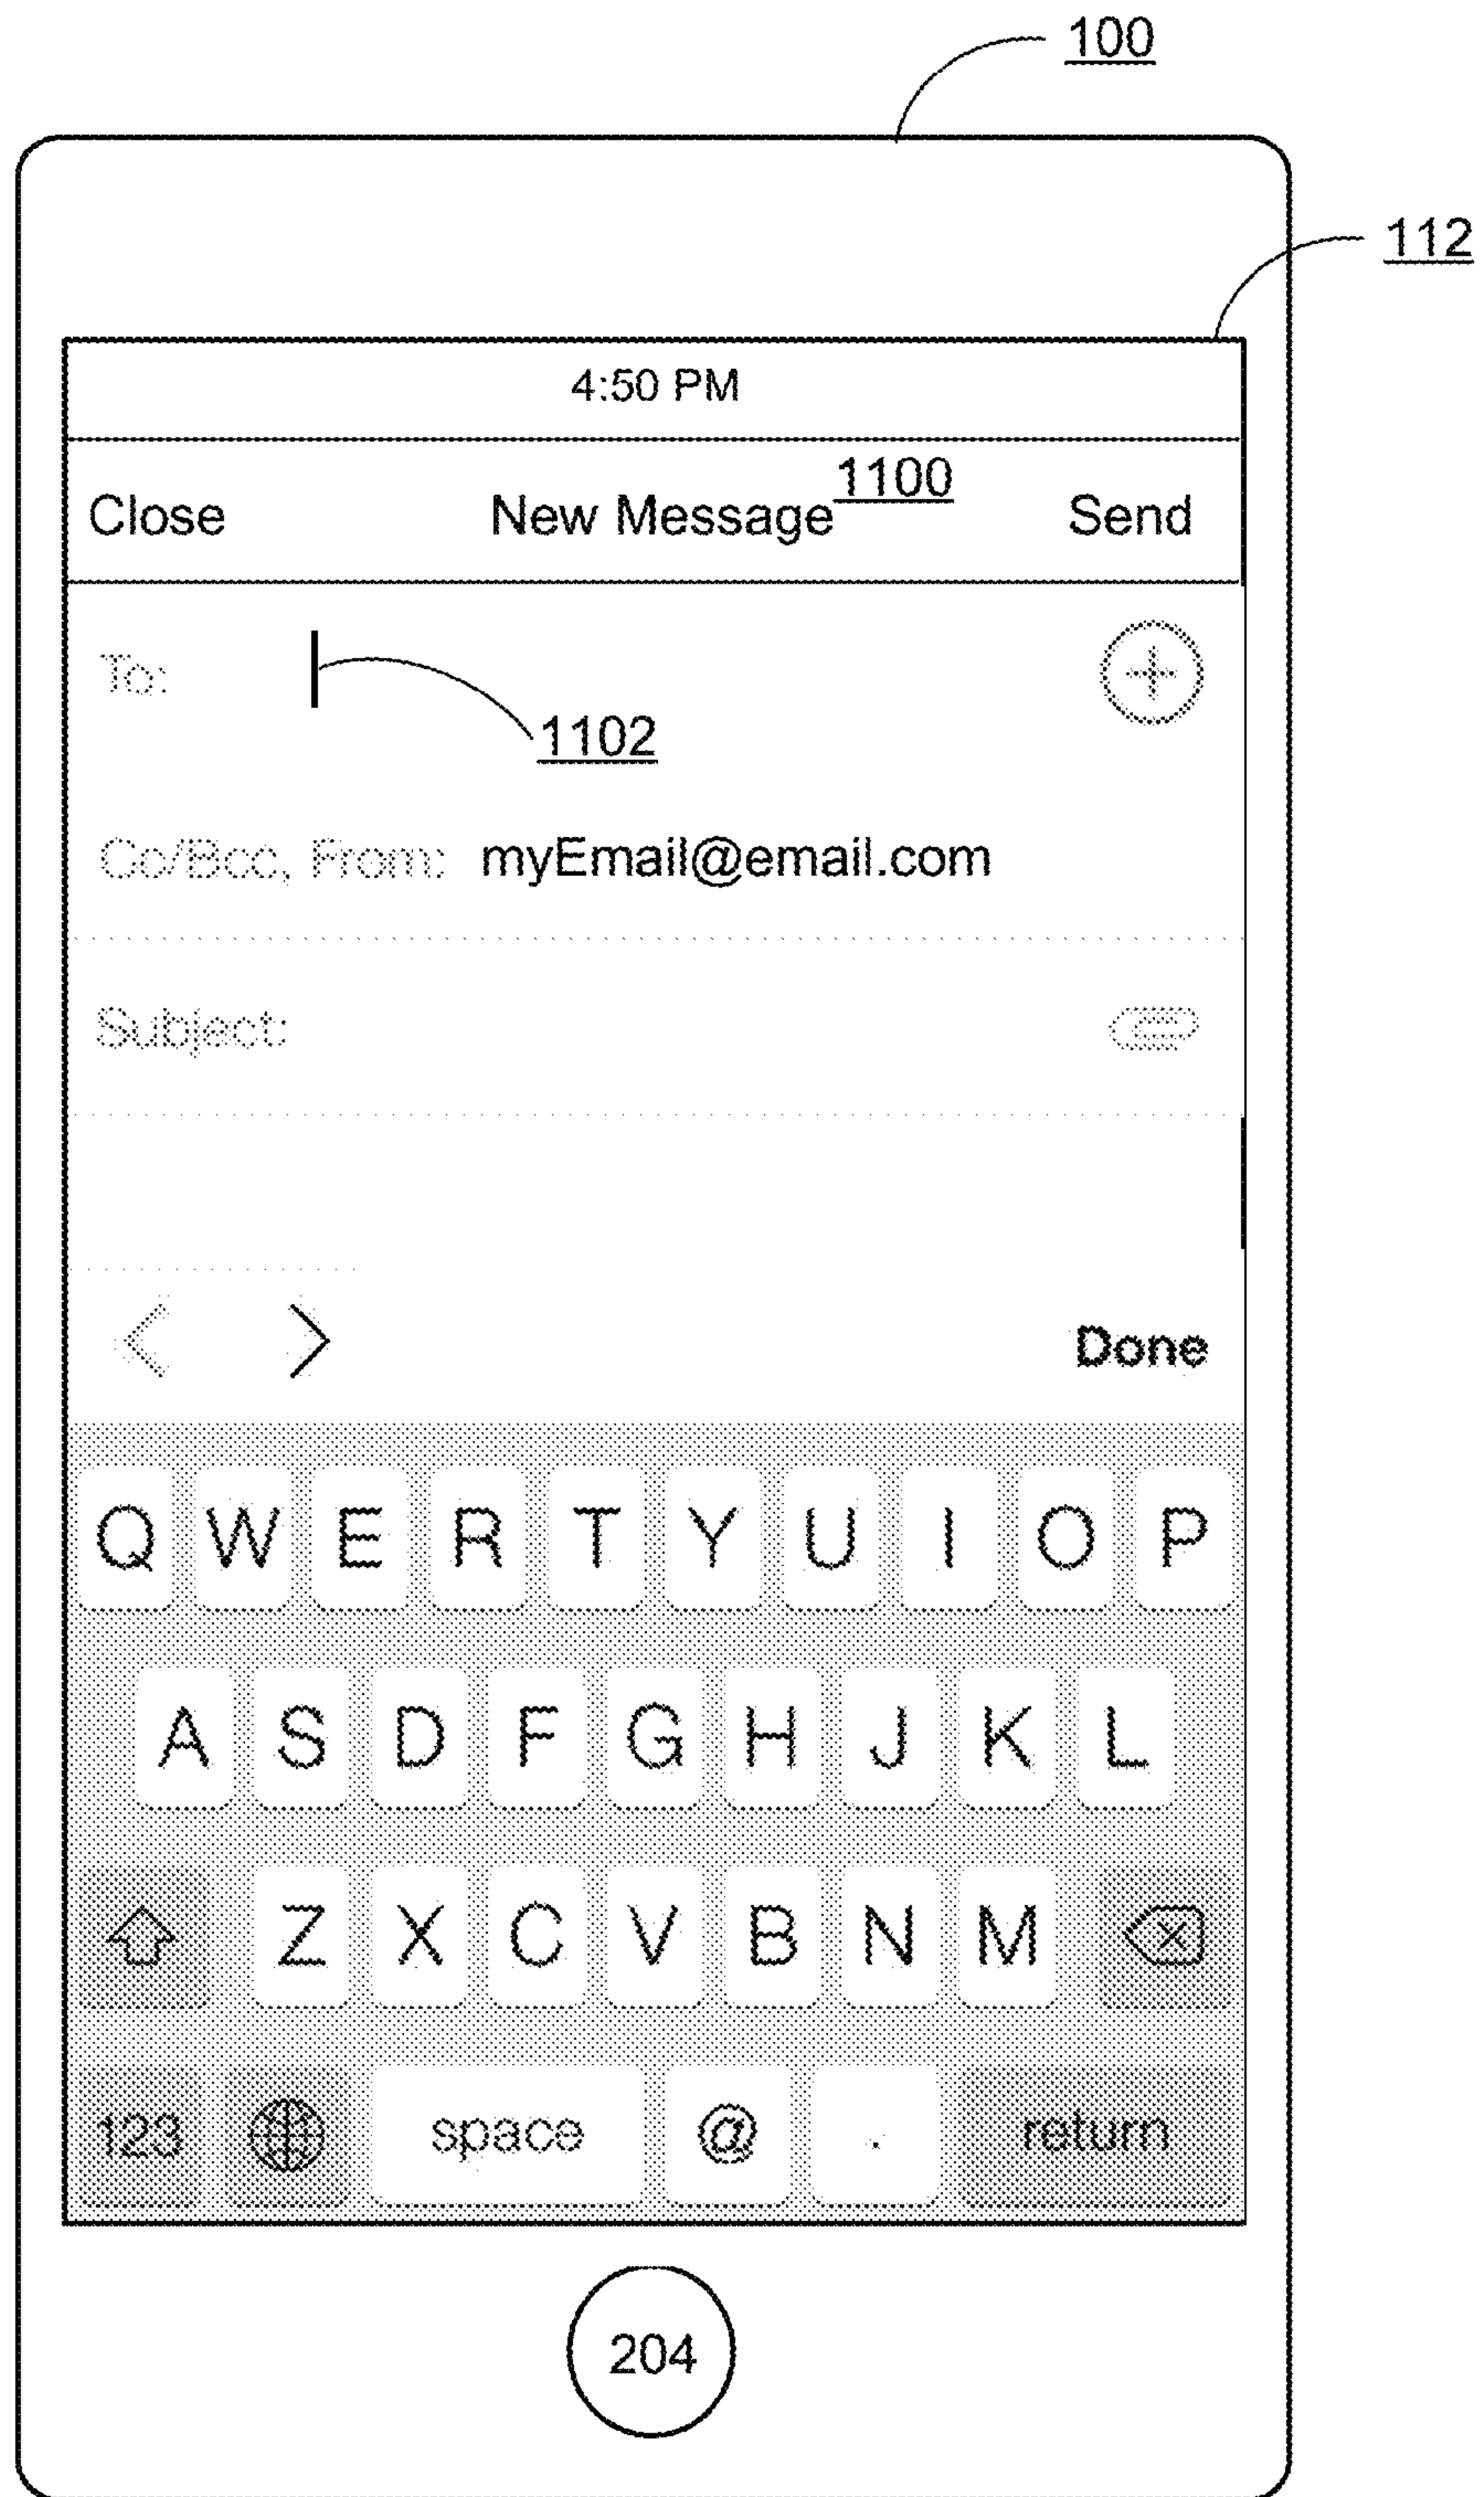 100
112
4:50 PM
Close New Message 1100 Send
To:
1102
Cc/Bcc, From: myEmail@email.com
Subject:
Done
Q W E R T Y U I O P
A S D F G H J K L
Z X C V B N M
123 space @ . return
204